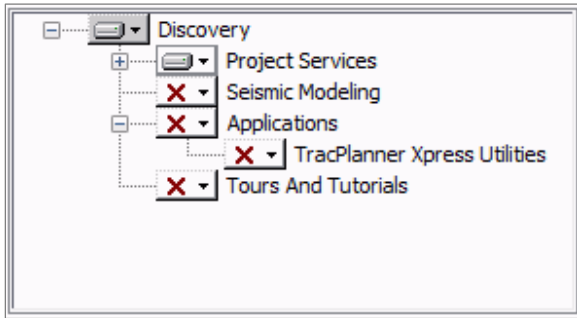 Discovery
Project Services
Seismic Modeling
Applications
TracPlanner Xpress Utilities
Tours And Tutorials